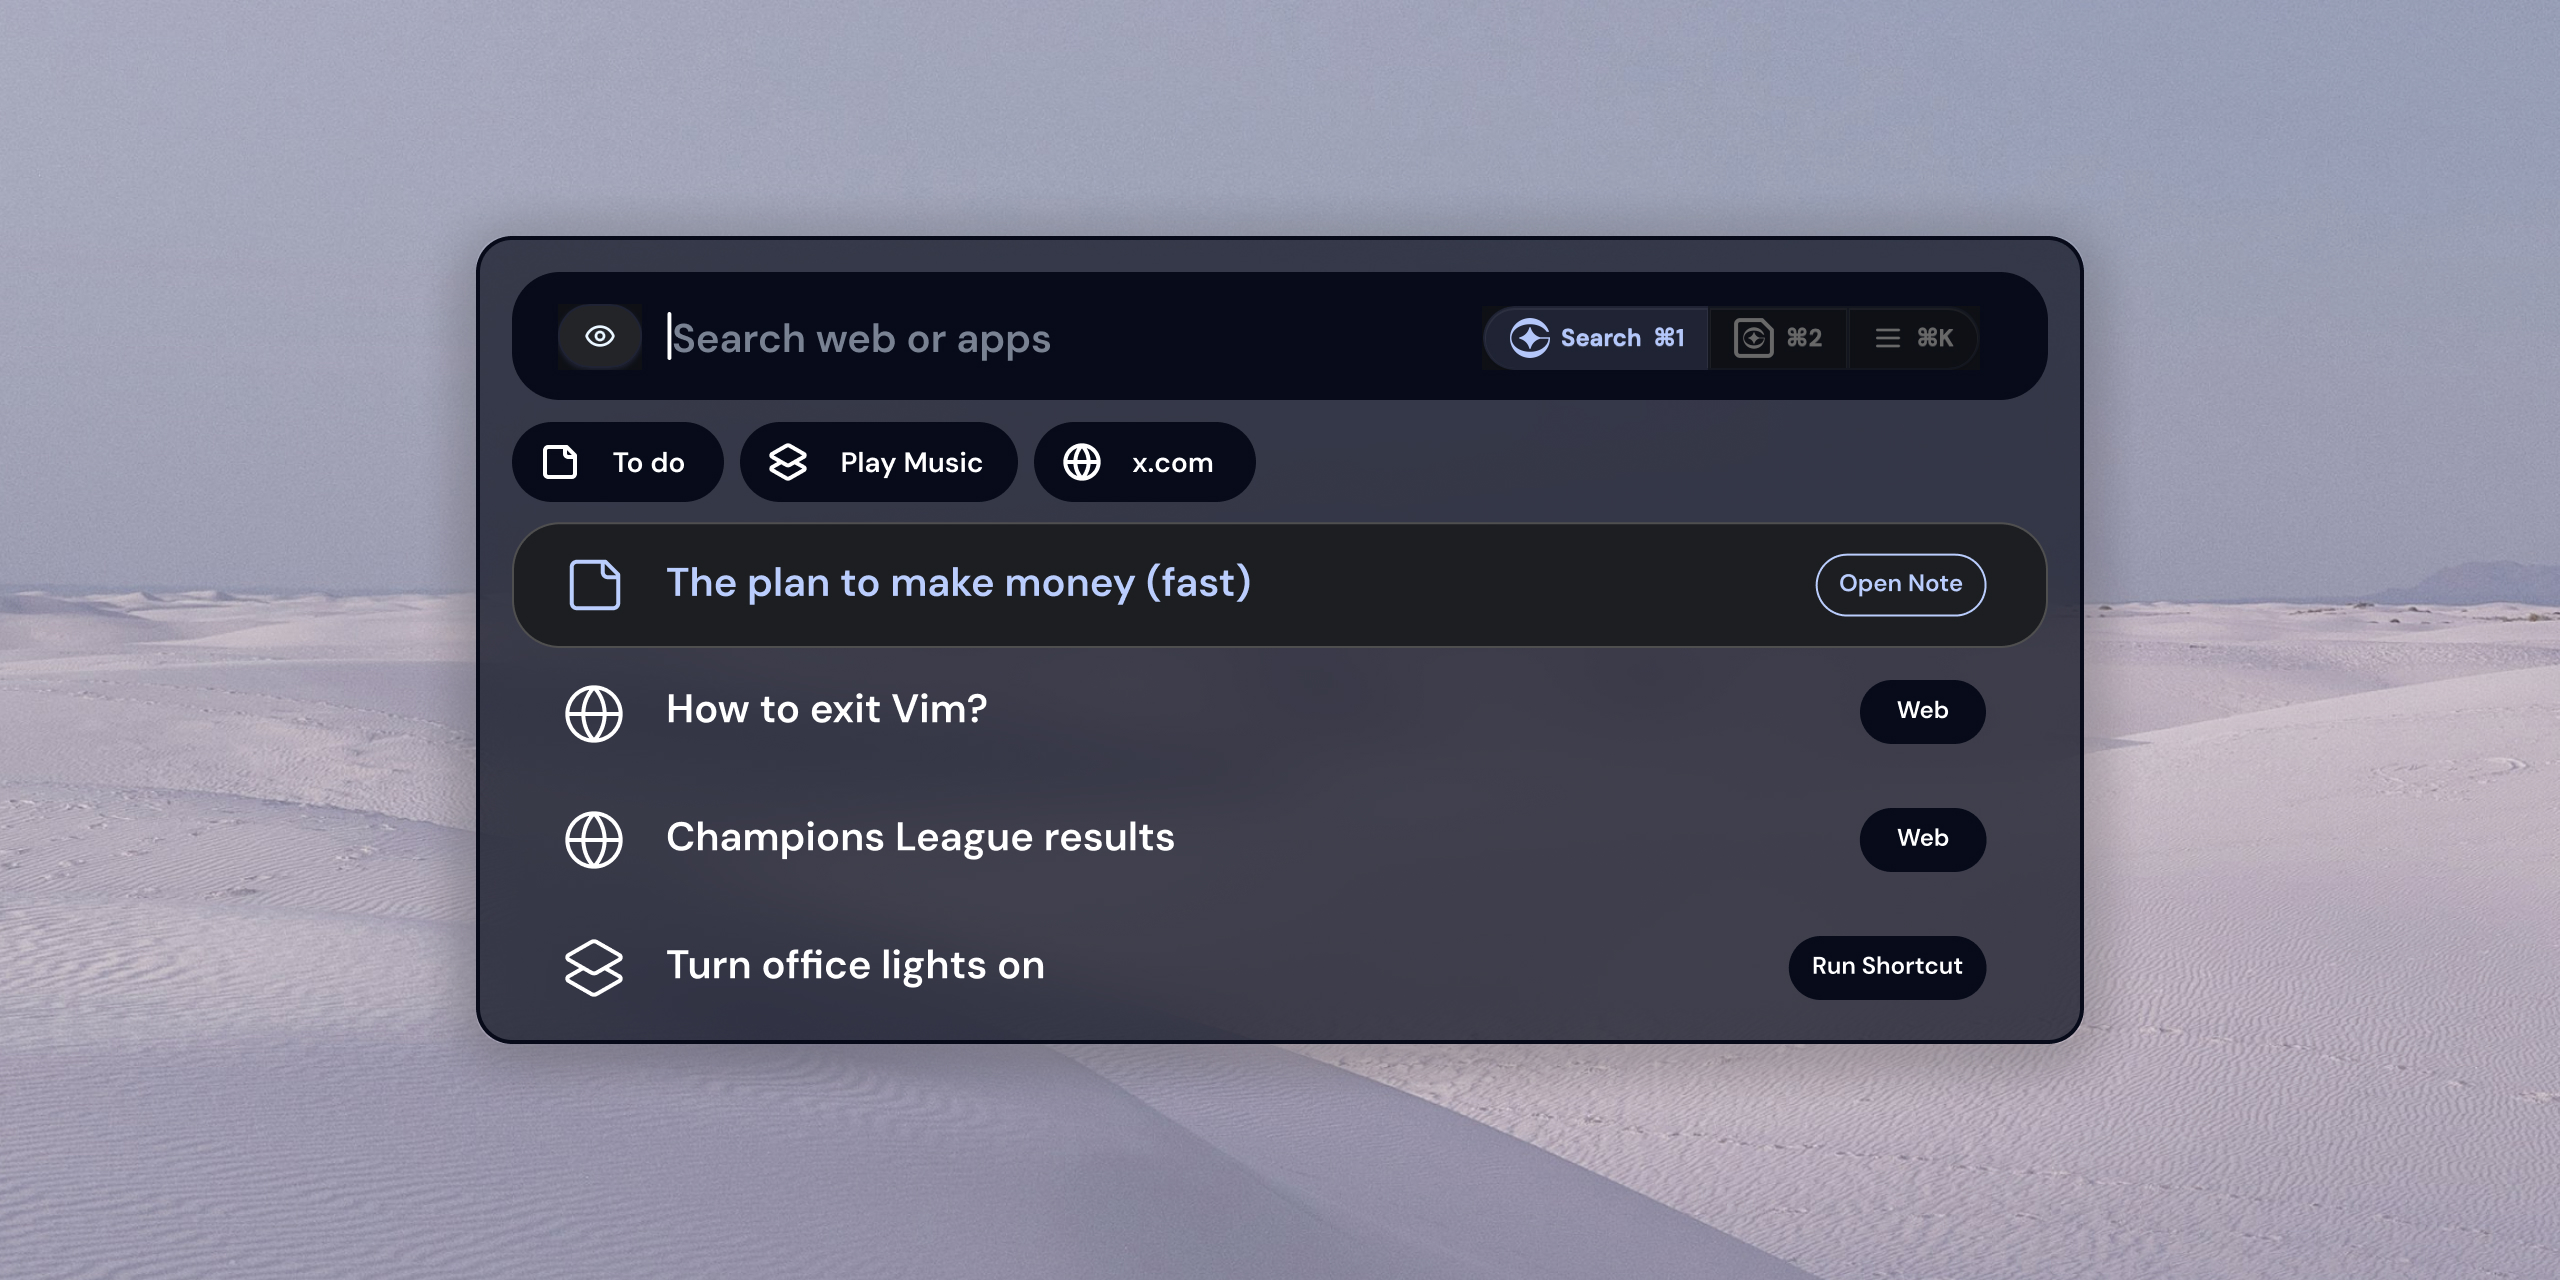 Search web or apps
Search ⌘1 ⌘2 ⌘K
To do Play Music x.com
The plan to make money (fast) Open Note
How to exit Vim? Web
Champions League results Web
Turn office lights on Run Shortcut